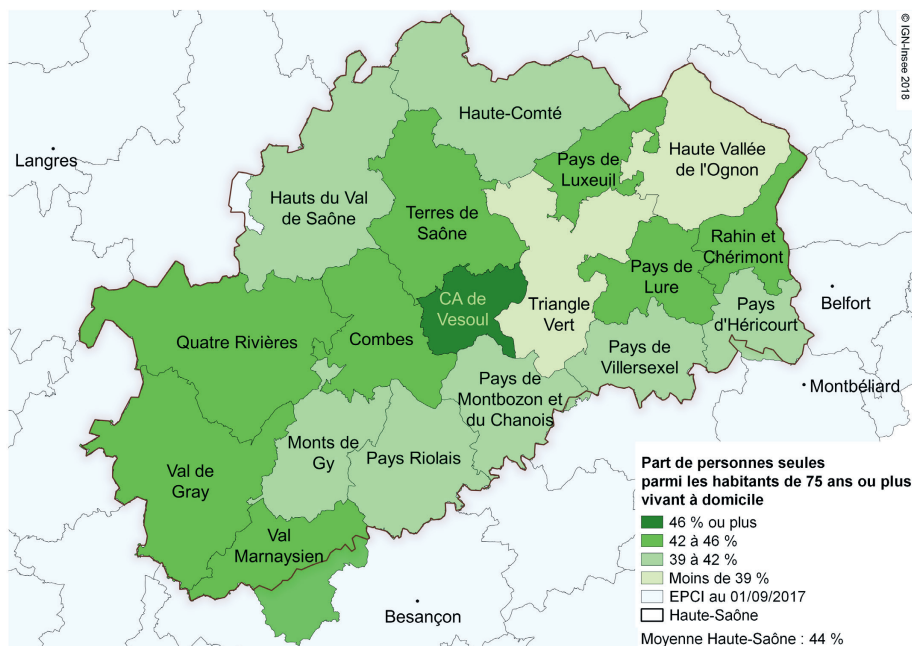 © IGN-Insee 2018
Haute-Comté
Langres
Haute Vallée
de l'Ognon
Pays de
Luxeuil
Hauts du Val
de Saône
Terres de
Saône
Rahin et
Chérimont
Pays de
Lure
CA de
Vesoul
Triangle
Vert
Belfort
Pays
d'Héricourt
Quatre Rivières
Combes
Pays de
Villersexel
Pays de
Montbozon et
du Chanois
Montbéliard
Monts de
Gy
Pays Riolais
Val de
Gray
Val
Marnaysien
Besançon
Part de personnes seules
parmi les habitants de 75 ans ou plus
vivant à domicile
46 % ou plus
42 à 46 %
39 à 42 %
Moins de 39 %
EPCI au 01/09/2017
Haute-Saône
Moyenne Haute-Saône : 44 %